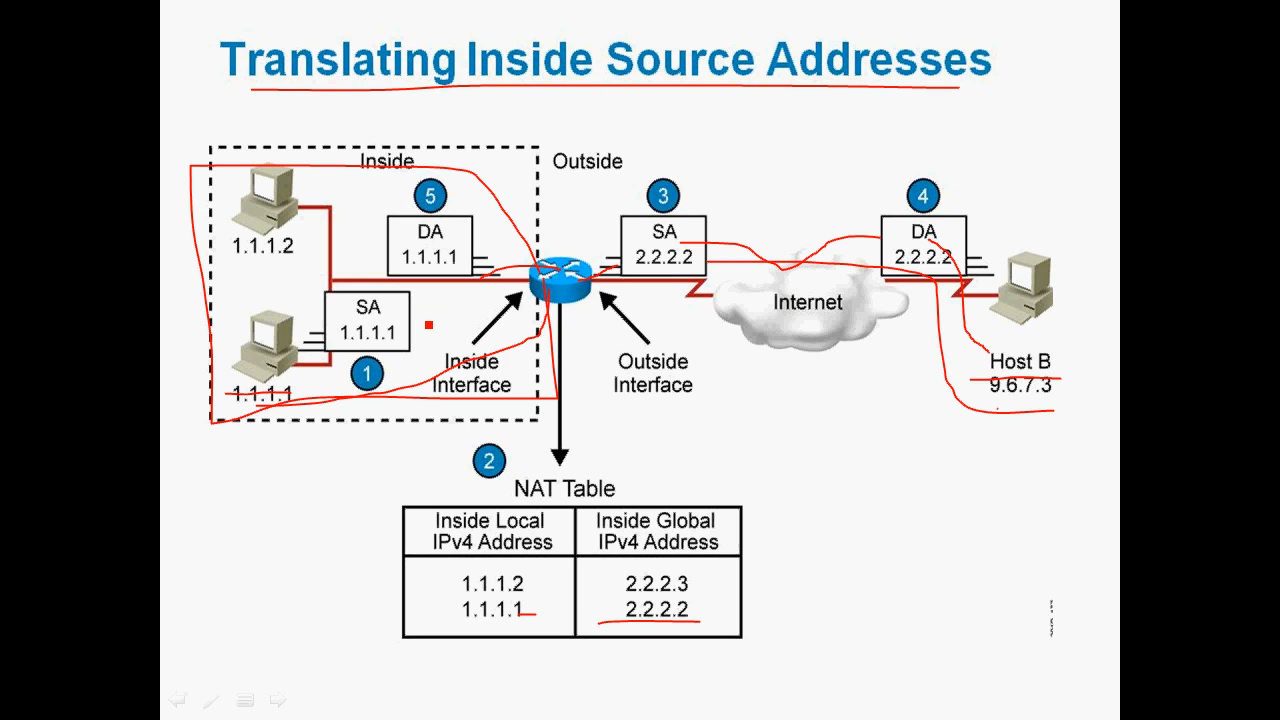 Translating Inside Source Addresses
Inside
Outside
5
3
4
DA
1.1.1.1
SA
2.2.2.2
DA
2.2.2.2
1.1.1.2
SA
1.1.1.1
Internet
1
1.1.1.1
Inside
Interface
Outside
Interface
Host B
9.6.7.3
2
NAT Table
Inside Local
IPv4 Address
Inside Global
IPv4 Address
1.1.1.2
2.2.2.3
1.1.1.1
2.2.2.2